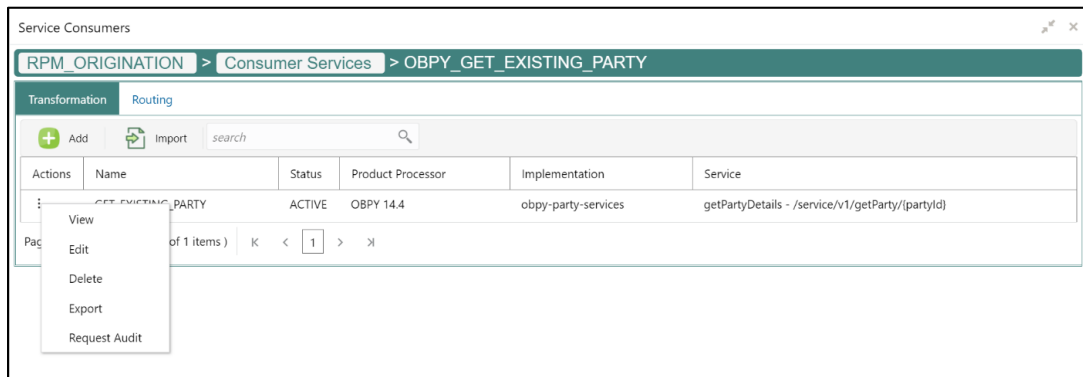 Service Consumers
RPM_ORIGINATION > Consumer Services > OBPY_GET_EXISTING_PARTY
Transformation Routing
Add Import search
Actions Name Status Product Processor Implementation Service
GET_EXISTING_PARTY ACTIVE OBPY 14.4 obpy-party-services getPartyDetails - /service/v1/getParty/{partyId}
View
of 1 items ) K < 1 > >|
Edit
Delete
Export
Request Audit